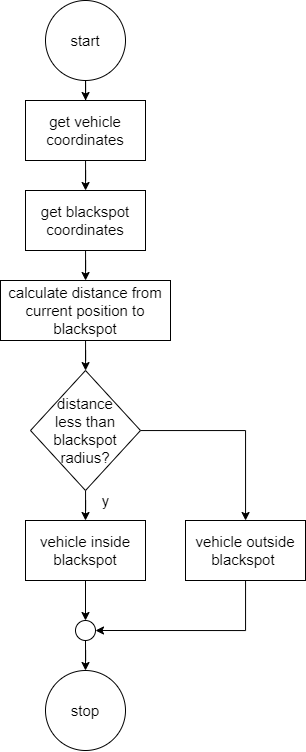 start
get vehicle
coordinates
get blackspot
coordinates
calculate distance from
current position to
blackspot
distance
less than
blackspot
radius?
y
vehicle inside
blackspot
vehicle outside
blackspot
stop